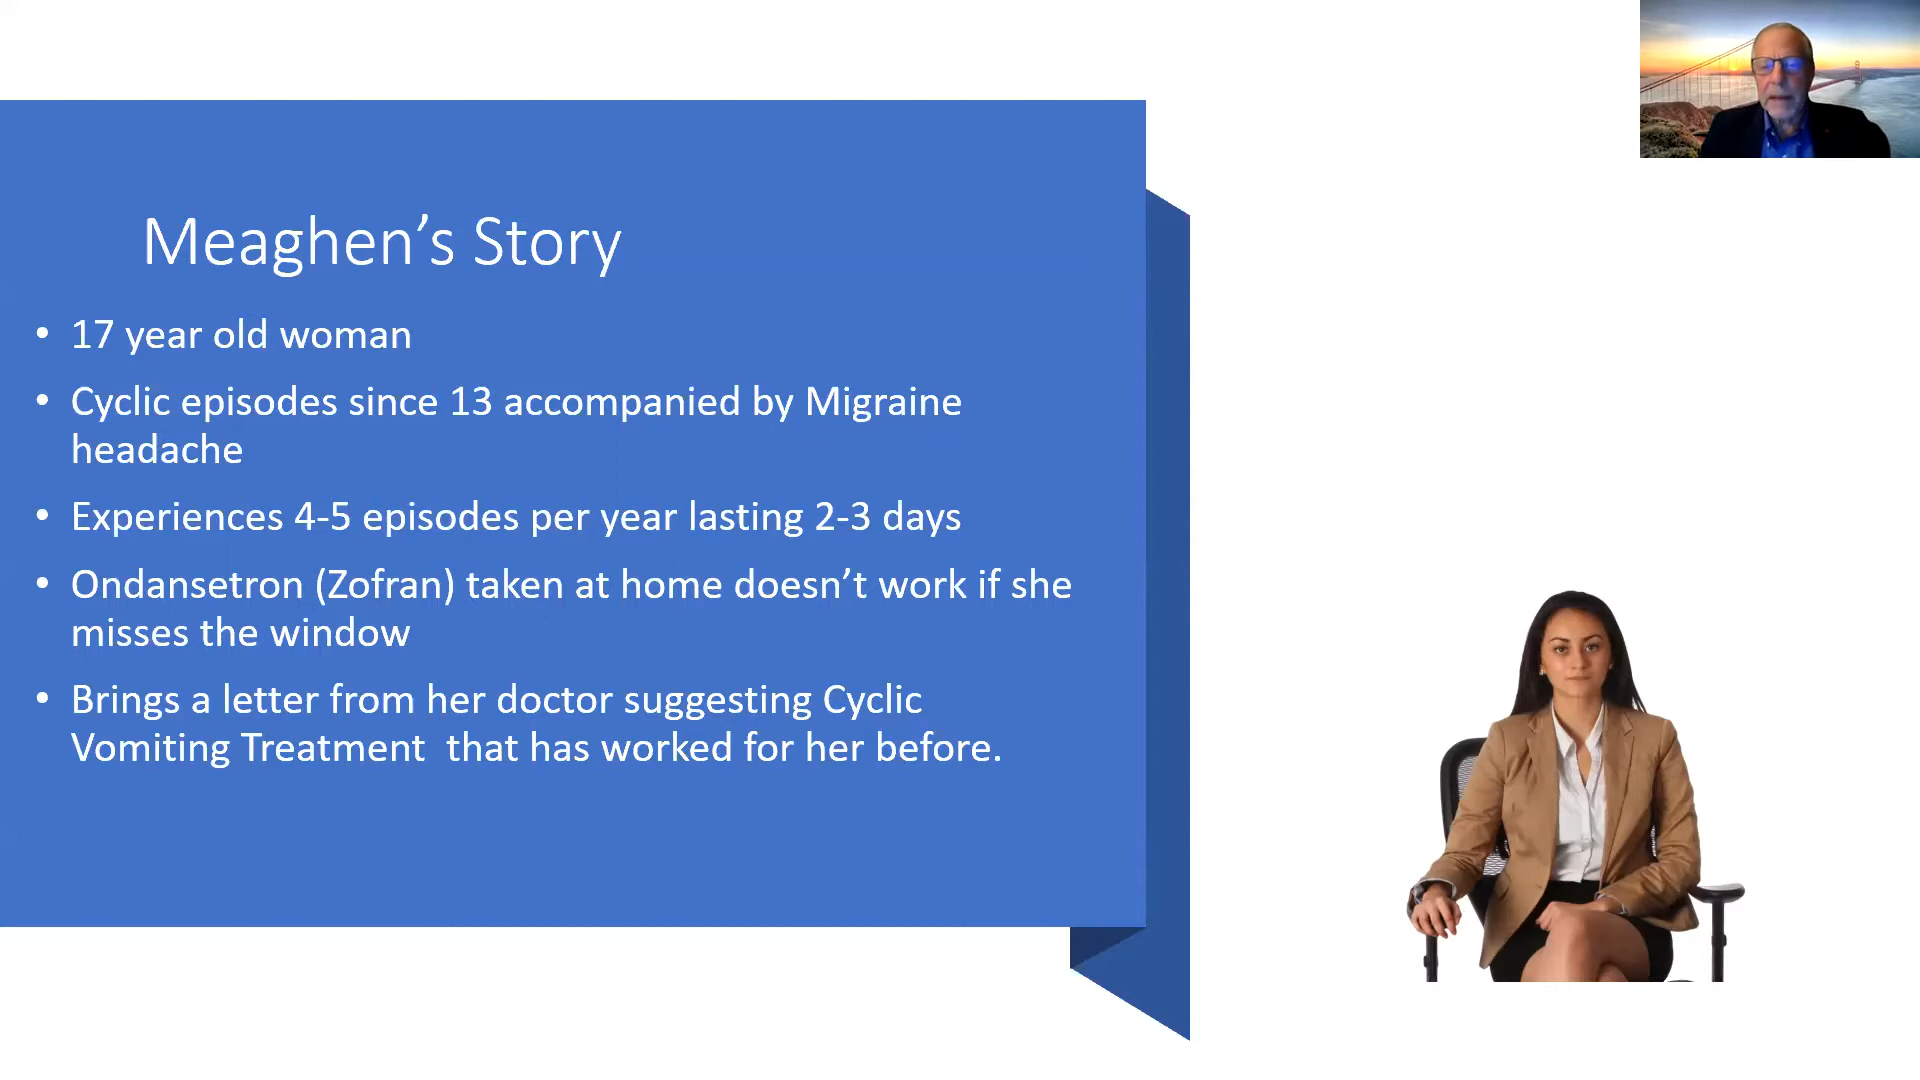 Meaghen’s Story
• 17 year old woman
• Cyclic episodes since 13 accompanied by Migraine
headache
• Experiences 4-5 episodes per year lasting 2-3 days
• Ondansetron (Zofran) taken at home doesn’t work if she
misses the window
• Brings a letter from her doctor suggesting Cyclic
Vomiting Treatment  that has worked for her before.